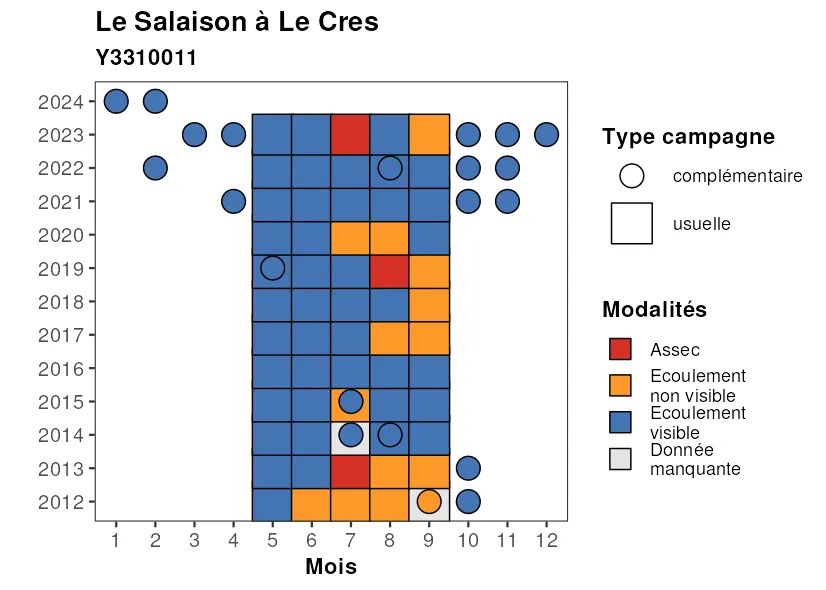 Le Salaison à Le Cres
Y3310011
2024
2023
2022
2021
2020
2019
2018
2017
2016
2015
2014
2013
2012
1 2 3 4 5 6 7 8 9 10 11 12
Mois
Type campagne
complémentaire
usuelle
Modalités
Assec
Ecoulement
non visible
Ecoulement
visible
Donnée
manquante